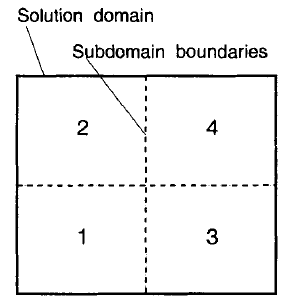 Solution domain
Subdomain boundaries
2 4
1 3